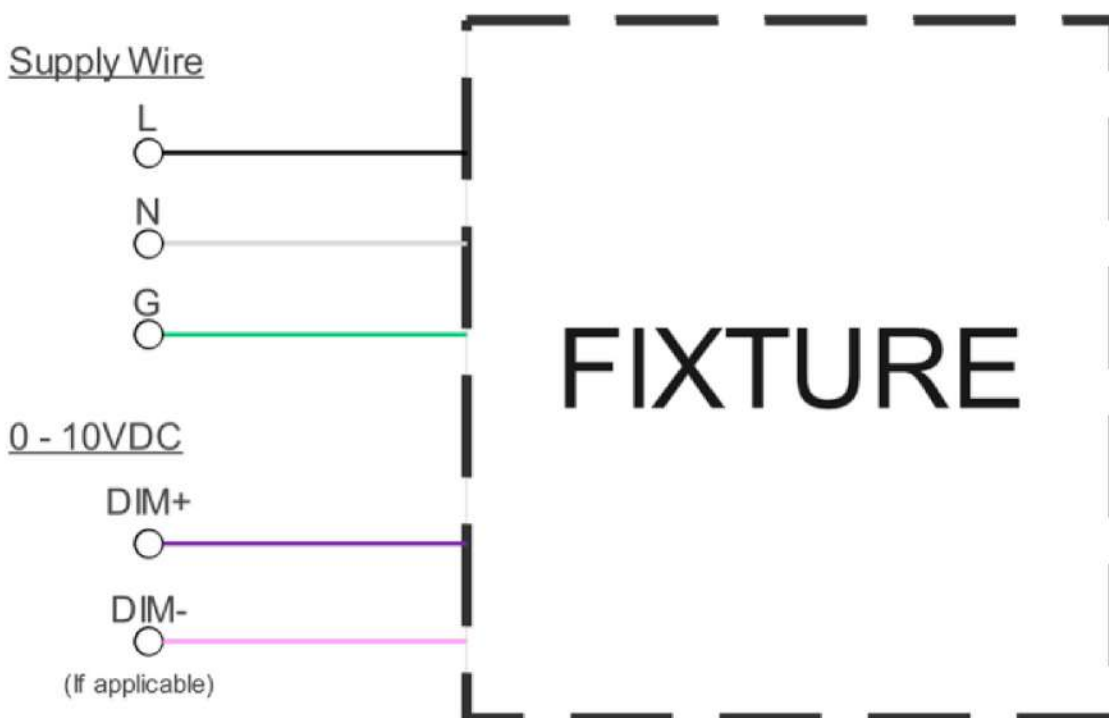 Supply Wire
L
N
G
FIXTURE
0 - 10VDC
DIM+
DIM-
(If applicable)